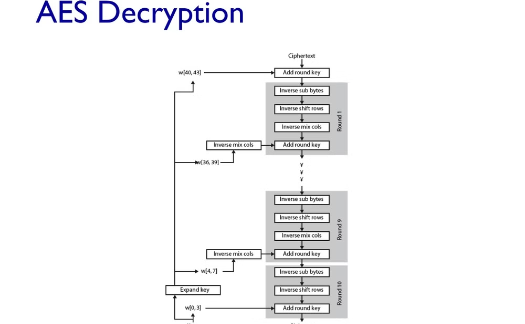 AES Decryption
Ciphertext
w[40, 43]
Add round key
Inverse sub bytes
Inverse shift rows
Inverse mix cols
Round 1
Inverse mix cols
Add round key
w[36, 39]
Inverse sub bytes
Inverse shift rows
Inverse mix cols
Round 9
Inverse mix cols
Add round key
w[4, 7]
Inverse sub bytes
Expand key
Inverse shift rows
Round 10
w[0, 3]
Add round key